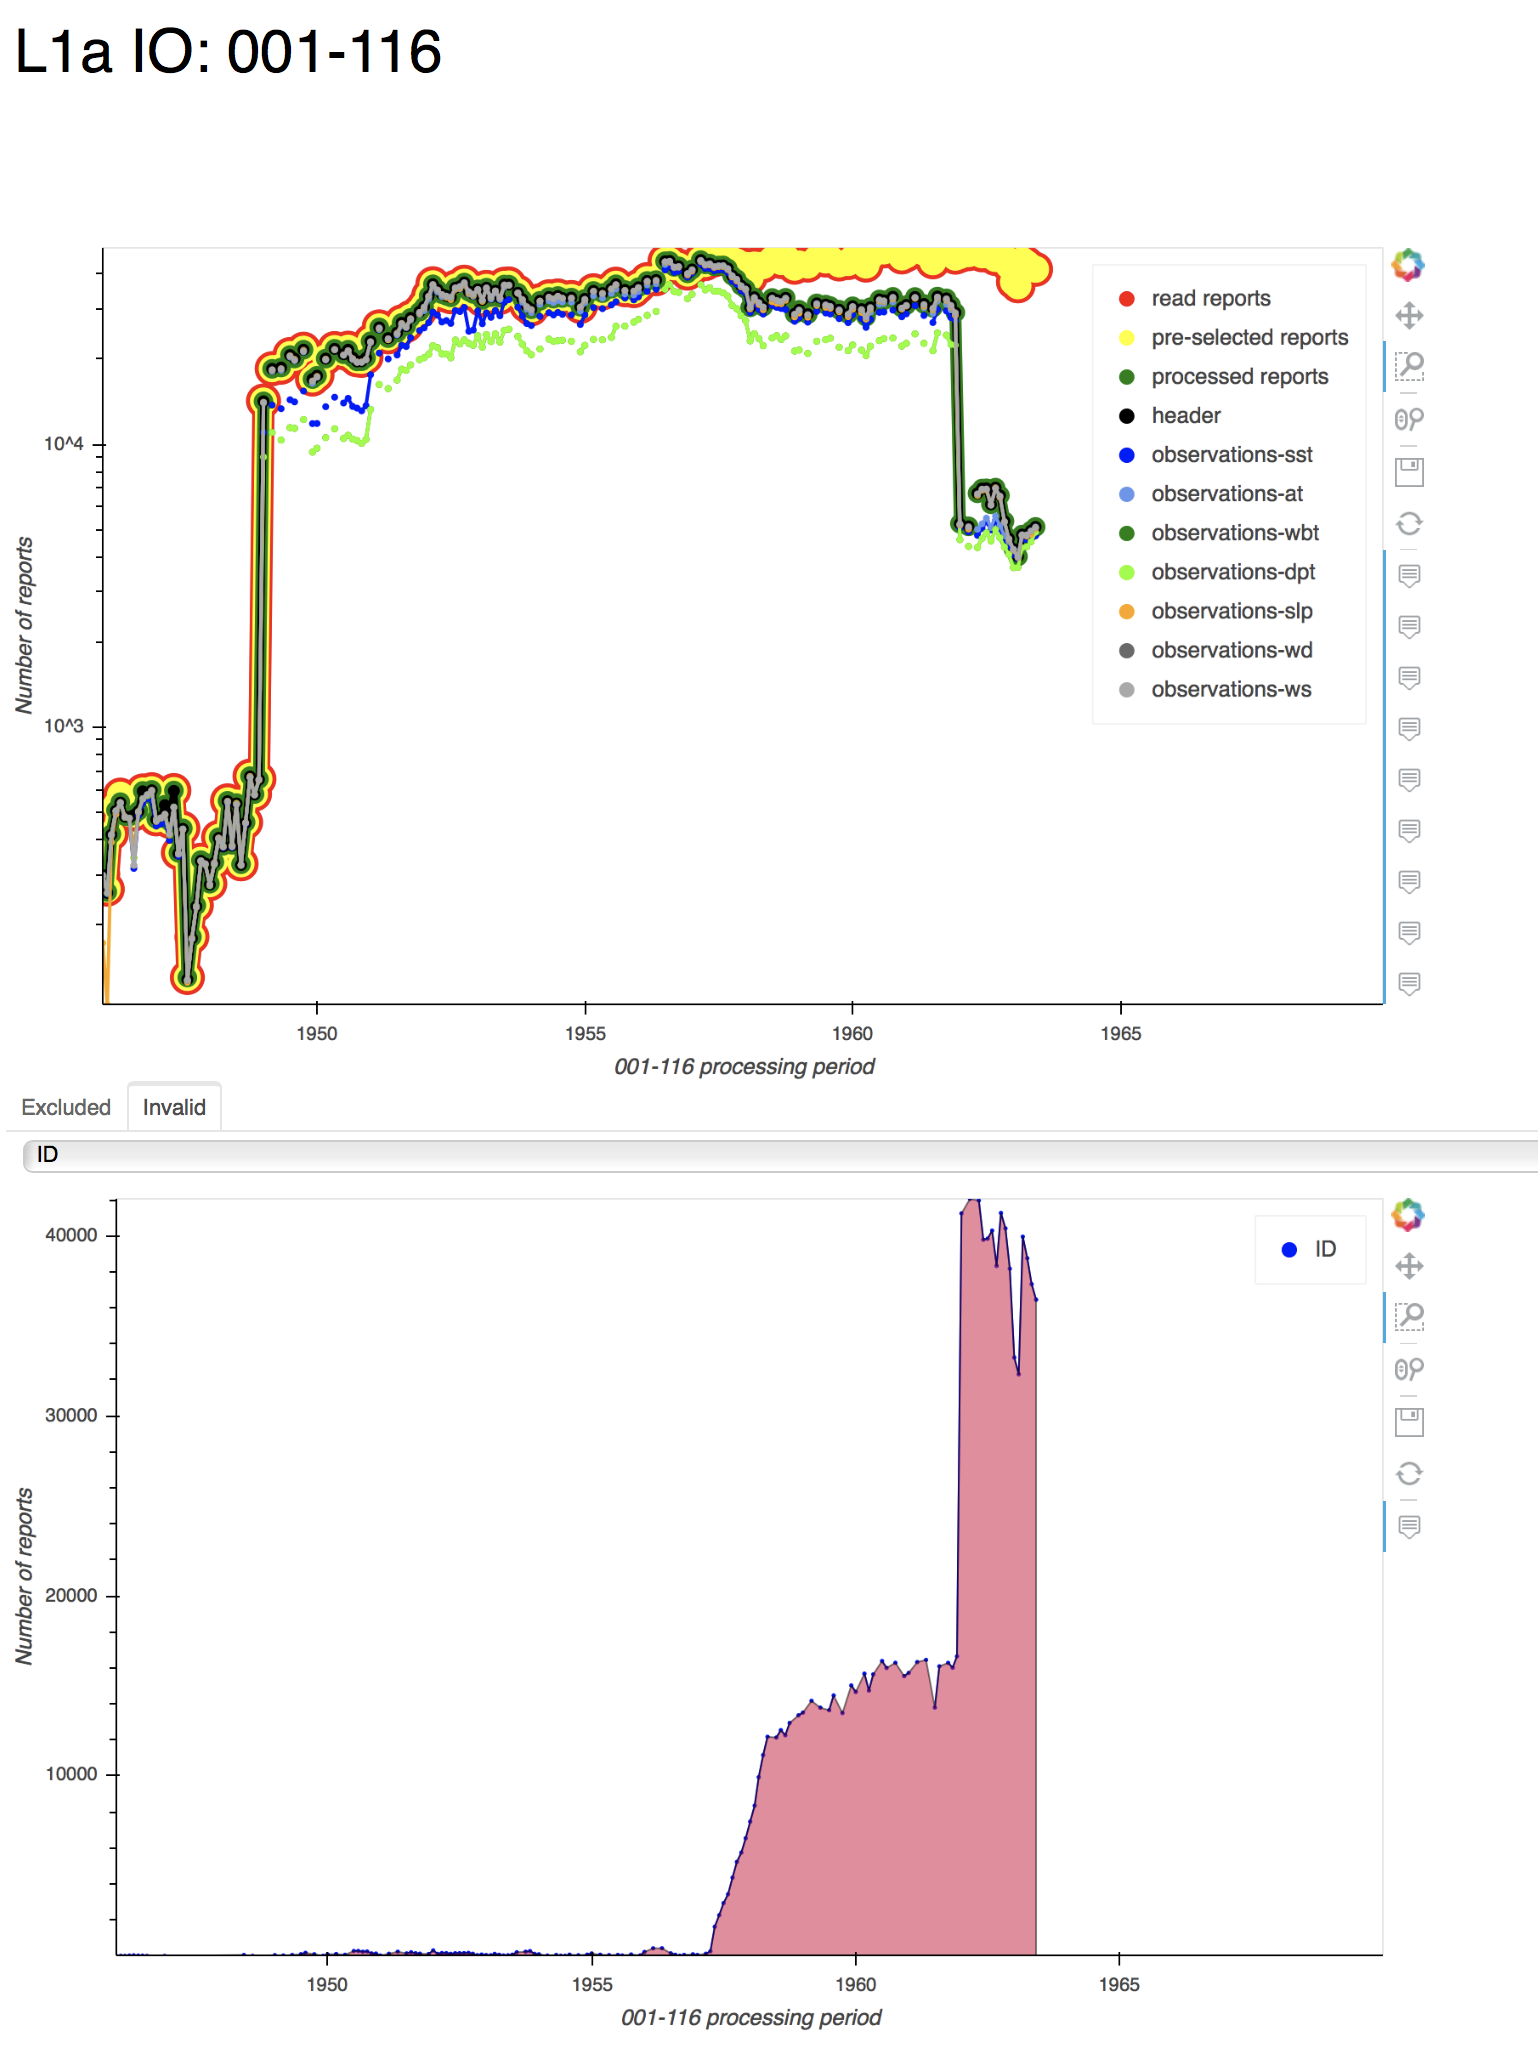 L1a IO: 001-116
read reports
pre-selected reports
processed reports
header
observations-sst
observations-at
observations-wbt
observations-dpt
observations-slp
observations-wd
observations-ws
10^4
10^3
Number of reports
1950 1955 1960 1965
001-116 processing period
Excluded Invalid
ID
ID
40000
30000
20000
10000
Number of reports
1950 1955 1960 1965
001-116 processing period